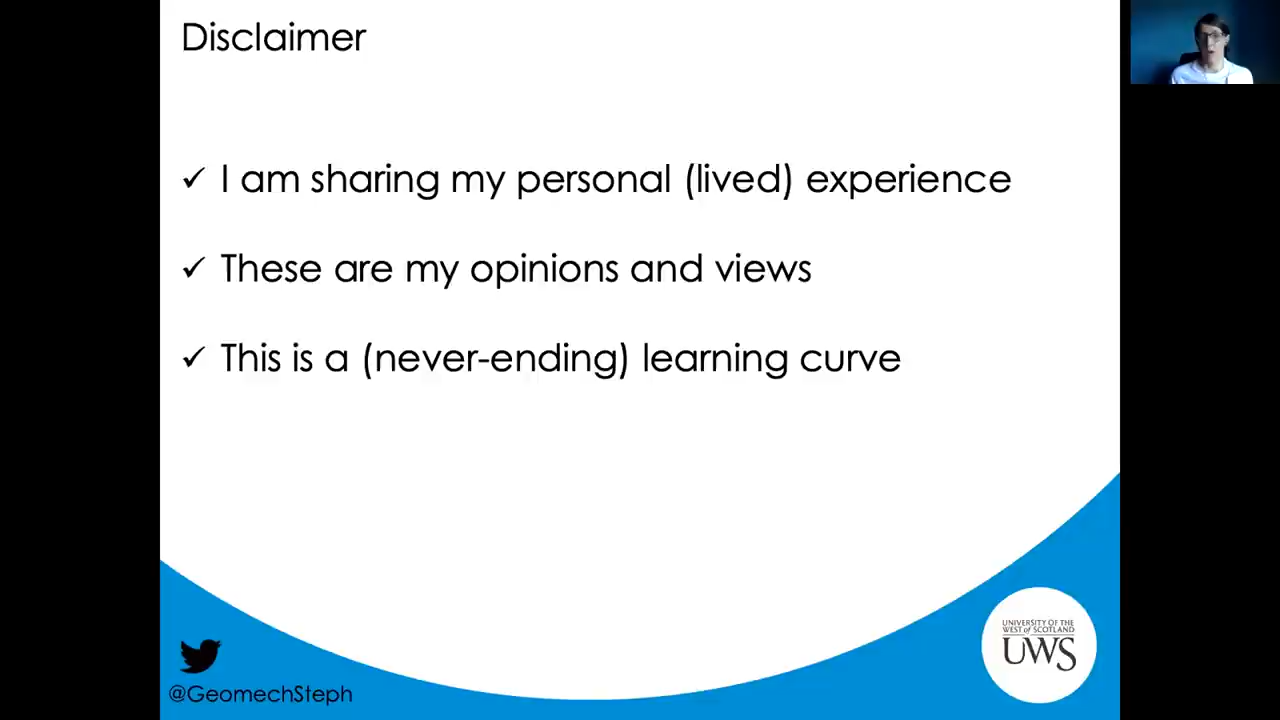 Disclaimer
✓ I am sharing my personal (lived) experience
✓ These are my opinions and views
✓ This is a (never-ending) learning curve
@GeomechSteph
UNIVERSITY OF THE
WEST of SCOTLAND
UWS